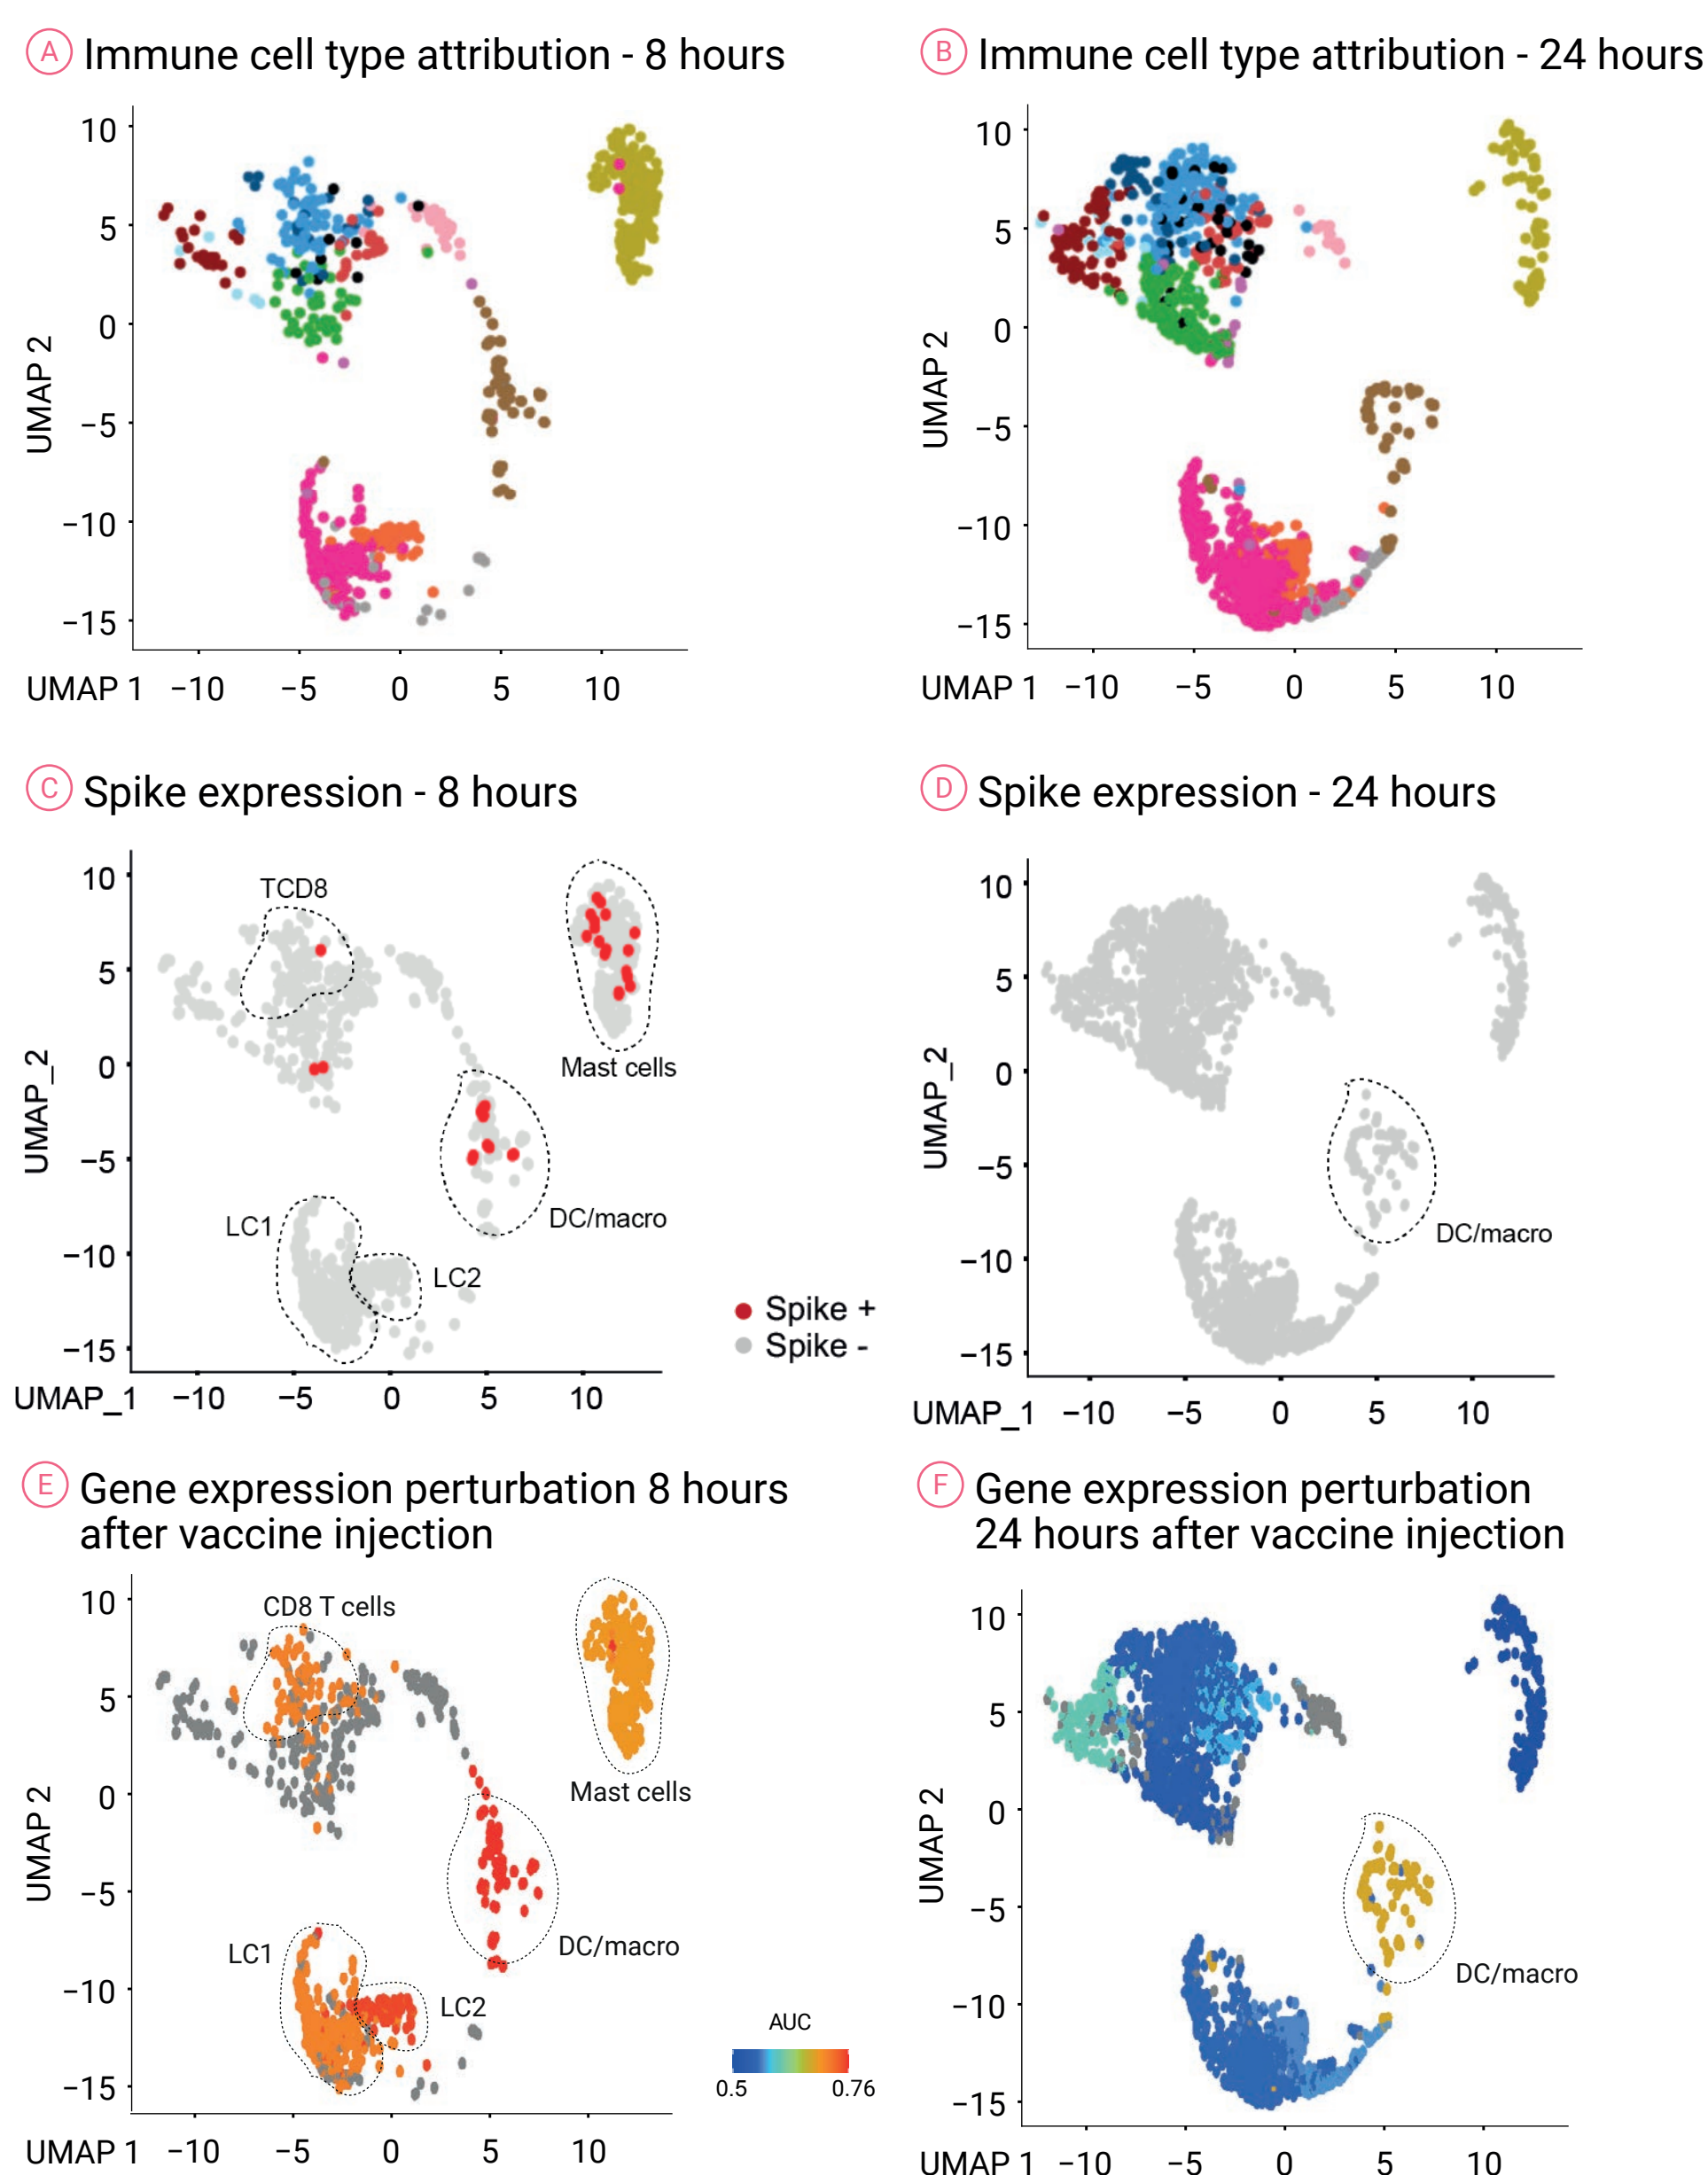 A Immune cell type attribution - 8 hours
10
5
0
−5
−10
−15
UMAP 2
UMAP 1 −10 −5 0 5 10
B Immune cell type attribution - 24 hours
10
5
0
−5
−10
−15
UMAP 2
UMAP 1 −10 −5 0 5 10
C Spike expression - 8 hours
10
5
0
−5
−10
−15
UMAP_2
TCD8
Mast cells
DC/macro
LC1
LC2
UMAP_1 −10 −5 0 5 10
Spike +
Spike -
D Spike expression - 24 hours
10
5
0
−5
−10
−15
UMAP_2
DC/macro
UMAP_1 −10 −5 0 5 10
E Gene expression perturbation 8 hours
after vaccine injection
10
5
0
−5
−10
−15
UMAP 2
CD8 T cells
Mast cells
DC/macro
LC1
LC2
UMAP 1 −10 −5 0 5 10
AUC
0.5 0.76
F Gene expression perturbation
24 hours after vaccine injection
10
5
0
−5
−10
−15
UMAP 2
DC/macro
UMAP 1 −10 −5 0 5 10